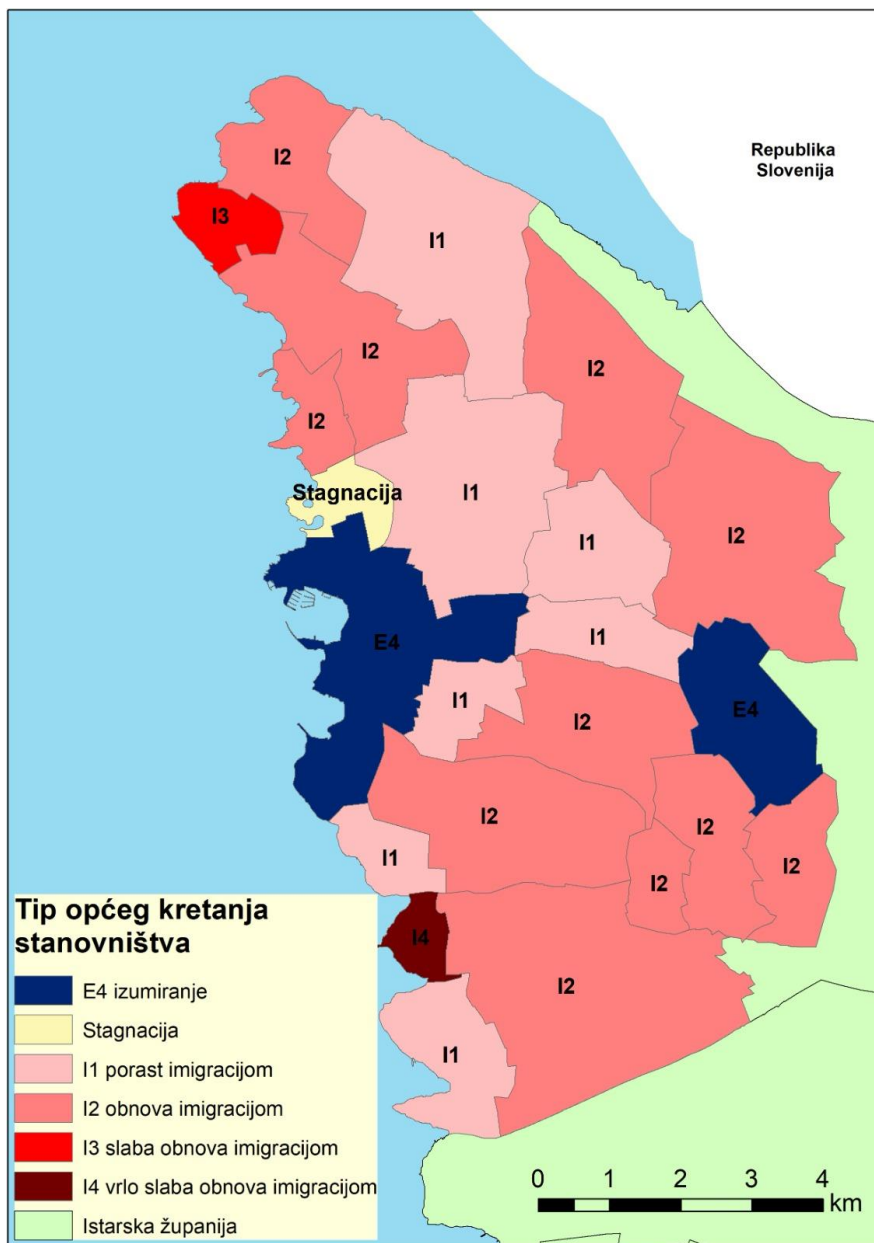 Republika
Slovenija
I2
I3
I1
I2
I2
I2
Stagnacija
I1
I2
I1
I1
E4
I1
I2
E4
I2
I2
I1
I2
I2
I4
I2
I1
Tip općeg kretanja
stanovništva
E4 izumiranje
Stagnacija
I1 porast imigracijom
I2 obnova imigracijom
I3 slaba obnova imigracijom
I4 vrlo slaba obnova imigracijom
Istarska županija
0 1 2 3 4
km